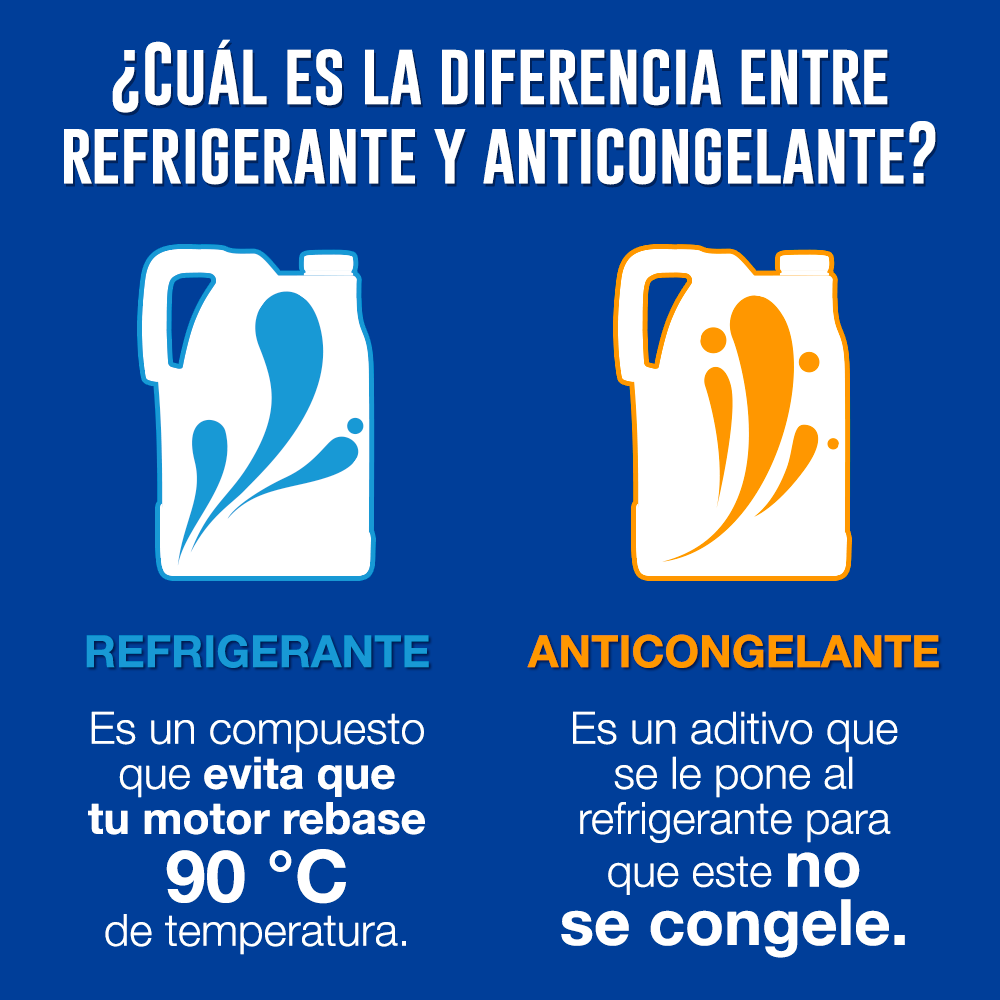 ¿CUÁL ES LA DIFERENCIA ENTRE
REFRIGERANTE Y ANTICONGELANTE?
REFRIGERANTE
Es un compuesto
que evita que
tu motor rebase
90 °C
de temperatura.
ANTICONGELANTE
Es un aditivo que
se le pone al
refrigerante para
que este no
se congele.